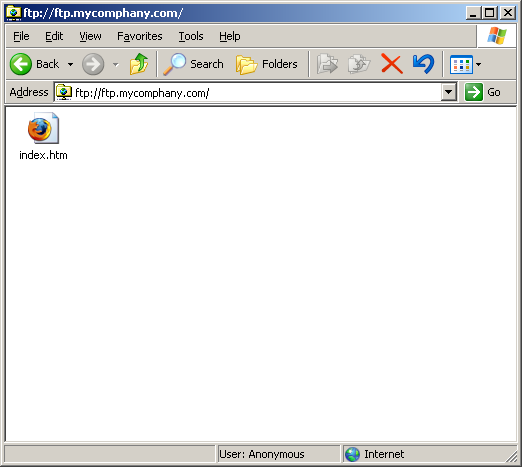 ftp://ftp.mycomphany.com/
File Edit View Favorites Tools Help
Back Search Folders
Address ftp://ftp.mycomphany.com/ Go
index.htm
User: Anonymous Internet